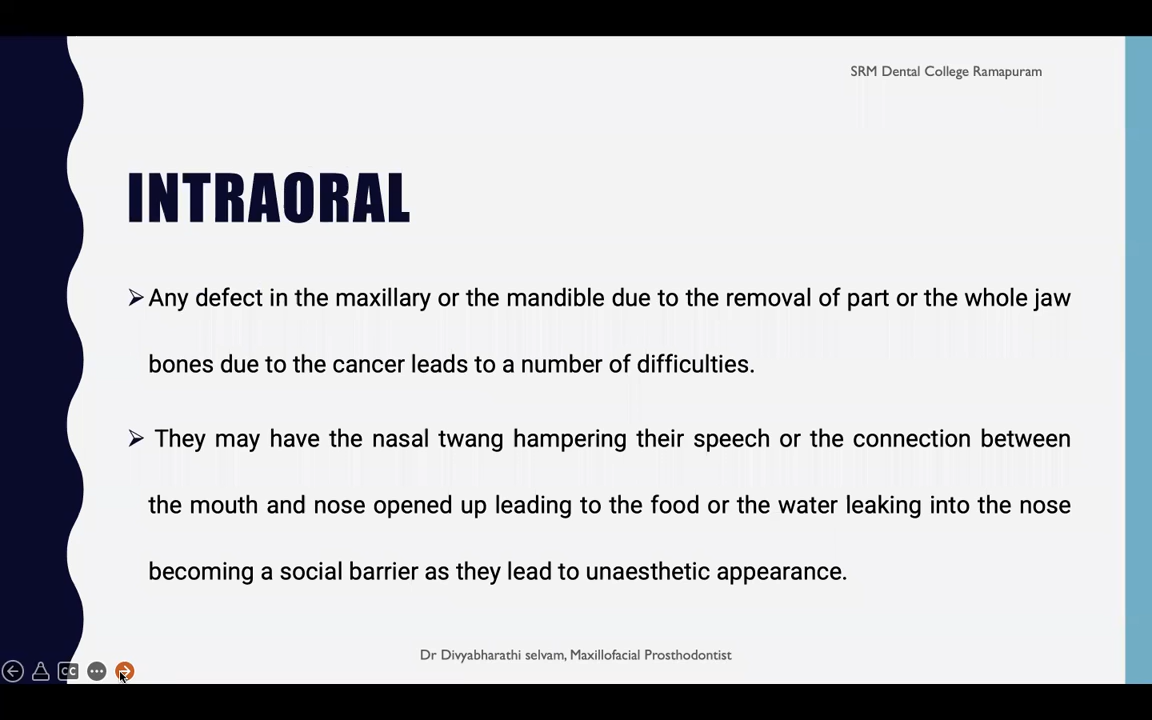 SRM Dental College Ramapuram
INTRAORAL
➢Any defect in the maxillary or the mandible due to the removal of part or the whole jaw
bones due to the cancer leads to a number of difficulties.
➢ They may have the nasal twang hampering their speech or the connection between
the mouth and nose opened up leading to the food or the water leaking into the nose
becoming a social barrier as they lead to unaesthetic appearance.
Dr Divyabharathi selvam, Maxillofacial Prosthodontist
CC